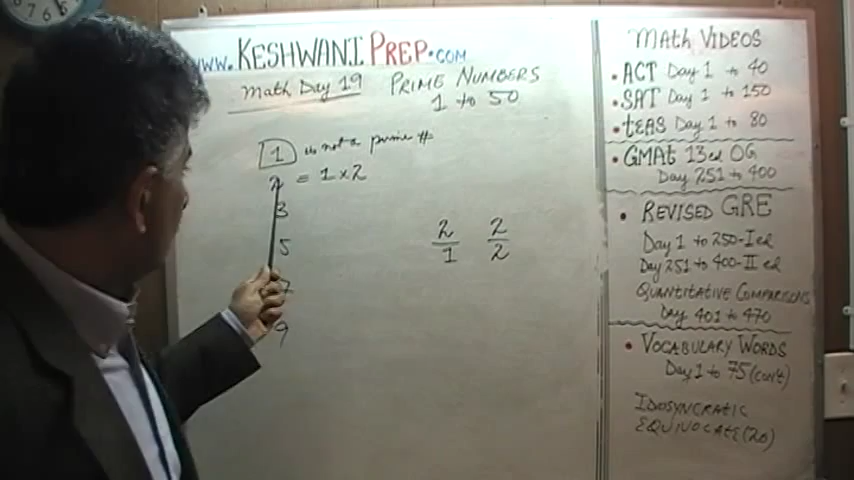 www.KESHWANI PREP.com
Math Day 19 PRIME NUMBERS
1 to 50
1 is not a prime #
2 = 1 x 2
3
5
7
9
2 2
1 2
MATH VIDEOS
• ACT Day 1 to 40
• SAT Day 1 to 150
• tEAS Day 1 to 80
• GMAt 13ed OG
Day 251 to 400
• REVISED GRE
Day 1 to 250-I ed
Day 251 to 400-II ed
QUANTITATIVE COMPARISONS
Day 401 to 470
• VOCABULARY WORDS
Day 1 to 75 (con't)
IDIOSYNCRATIC
EQUIVOCATE (20)